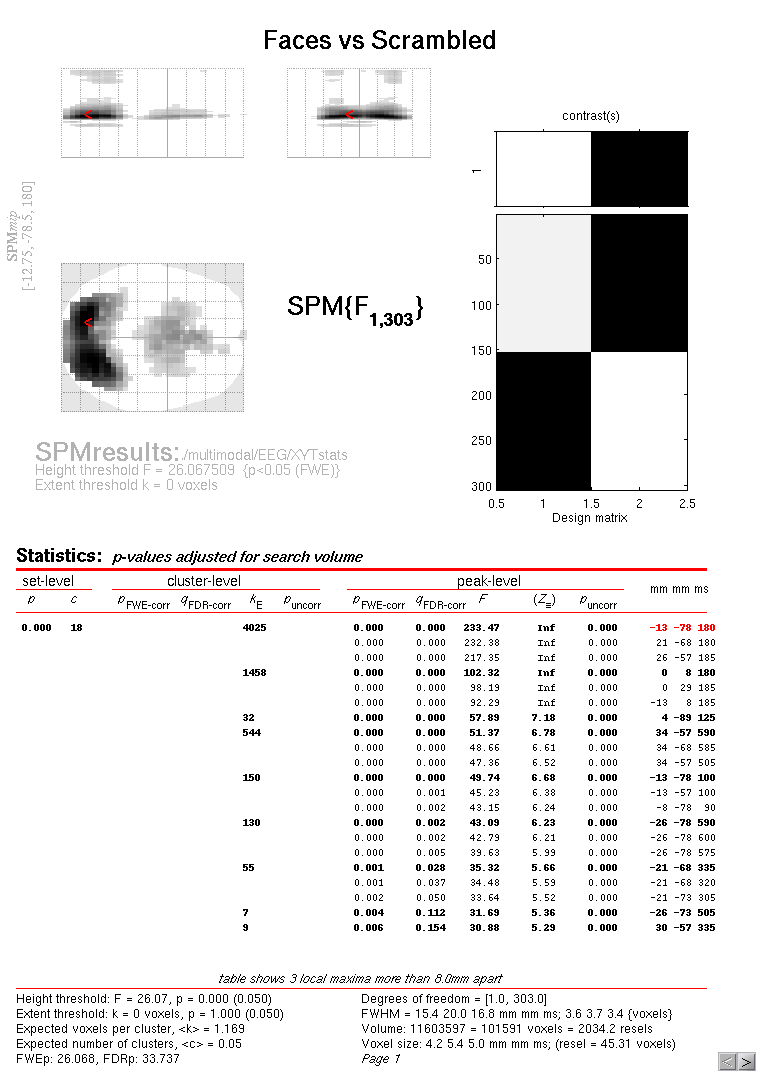 Faces vs Scrambled
contrast(s)
1
SPMmip
[-12.75, -78.5, 180]
<
<
<
SPM{F1,303}
50
100
150
200
250
300
0.5 1 1.5 2 2.5
Design matrix
SPMresults: ./multimodal/EEG/XYTstats
Height threshold F = 26.067509 {p<0.05 (FWE)}
Extent threshold k = 0 voxels
Statistics: p-values adjusted for search volume
set-level cluster-level peak-level mm mm ms
p c pFWE-corr qFDR-corr kE puncorr pFWE-corr qFDR-corr F (Z≡) puncorr
0.000 18 4025 0.000 0.000 233.47 Inf 0.000 -13 -78 180
0.000 0.000 232.38 Inf 0.000 21 -68 180
0.000 0.000 217.35 Inf 0.000 26 -57 185
1458 0.000 0.000 102.32 Inf 0.000 0 8 180
0.000 0.000 98.19 Inf 0.000 0 29 185
0.000 0.000 92.29 Inf 0.000 -13 8 185
32 0.000 0.000 57.89 7.18 0.000 4 -89 125
544 0.000 0.000 51.37 6.78 0.000 34 -57 590
0.000 0.000 48.66 6.61 0.000 34 -68 585
0.000 0.000 47.36 6.52 0.000 34 -57 505
150 0.000 0.000 49.74 6.68 0.000 -13 -78 100
0.000 0.001 45.23 6.38 0.000 -13 -57 100
0.000 0.002 43.15 6.24 0.000 -8 -78 90
130 0.000 0.002 43.09 6.23 0.000 -26 -78 590
0.000 0.002 42.79 6.21 0.000 -26 -78 600
0.000 0.005 39.63 5.99 0.000 -26 -78 575
55 0.001 0.028 35.32 5.66 0.000 -21 -68 335
0.001 0.037 34.48 5.59 0.000 -21 -68 320
0.002 0.050 33.64 5.52 0.000 -21 -73 305
7 0.004 0.112 31.69 5.36 0.000 -26 -73 505
9 0.006 0.154 30.88 5.29 0.000 30 -57 335
table shows 3 local maxima more than 8.0mm apart
Height threshold: F = 26.07, p = 0.000 (0.050)
Extent threshold: k = 0 voxels, p = 1.000 (0.050)
Expected voxels per cluster, <k> = 1.169
Expected number of clusters, <c> = 0.05
FWEp: 26.068, FDRp: 33.737
Degrees of freedom = [1.0, 303.0]
FWHM = 15.4 20.0 16.8 mm mm ms; 3.6 3.7 3.4 {voxels}
Volume: 11603597 = 101591 voxels = 2034.2 resels
Voxel size: 4.2 5.4 5.0 mm mm ms; (resel = 45.31 voxels)
Page 1
< >